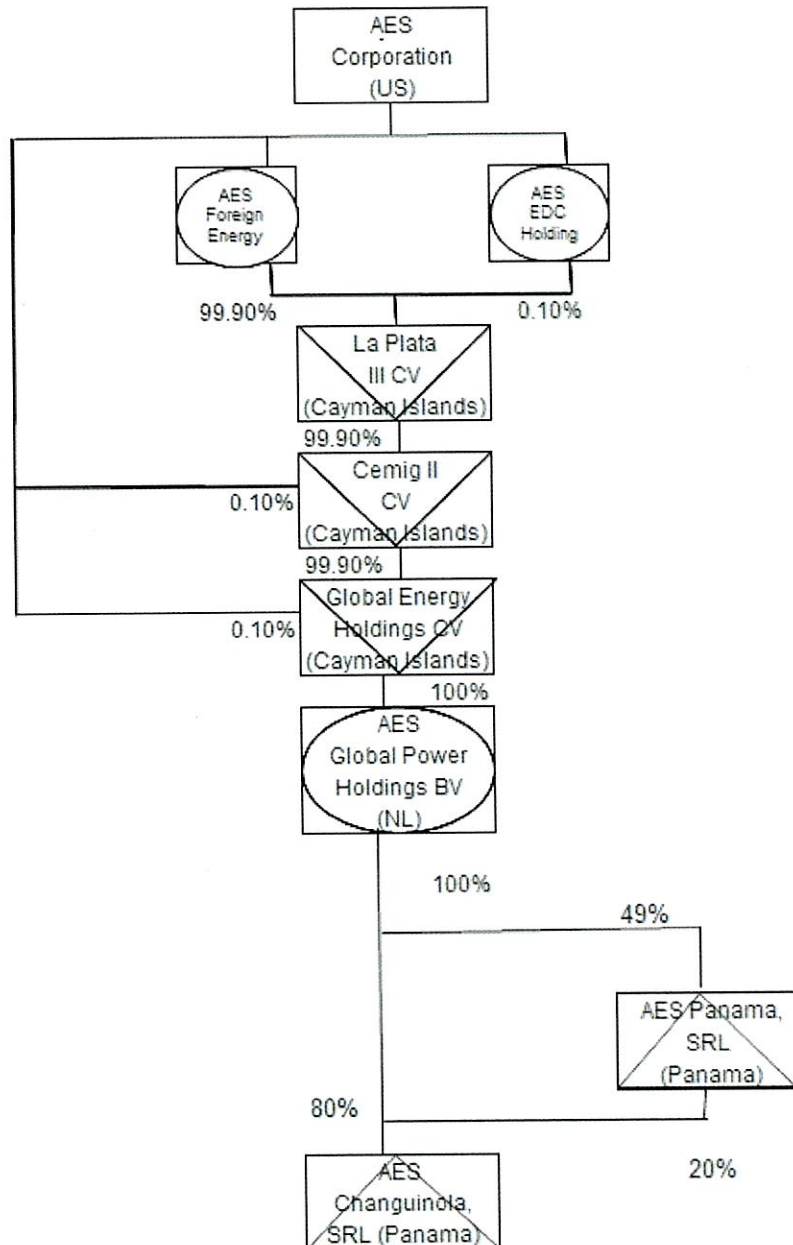 AES
Corporation
(US)
AES
Foreign
Energy
AES
EDC
Holding
99.90%
0.10%
La Plata
III CV
(Cayman Islands)
99.90%
Cemig II
CV
(Cayman Islands)
0.10%
99.90%
Global Energy
Holdings CV
(Cayman Islands)
0.10%
100%
AES
Global Power
Holdings BV
(NL)
100%
49%
AES Panama,
SRL
(Panama)
80%
20%
AES
Changuinola,
SRL (Panama)